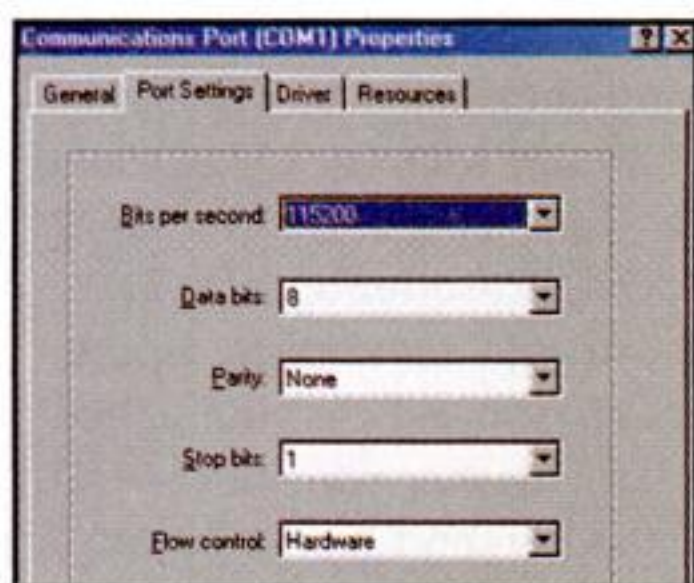 Communications Port (COM1) Properties ? ×
General Port Settings Driver Resources
Bits per second: 115200
Data bits: 8
Parity: None
Stop bits: 1
Flow control: Hardware